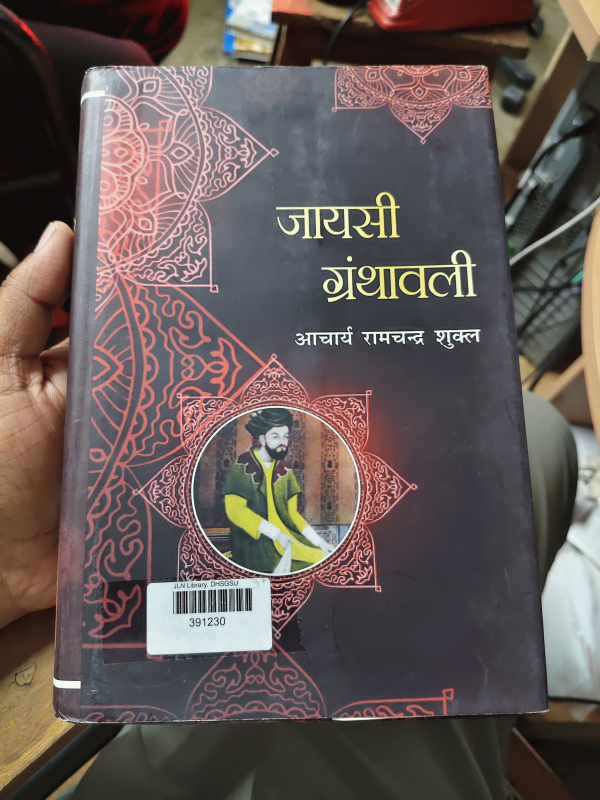 जायसी
ग्रंथावली
आचार्य रामचन्द्र शुक्ल
JLN Library, DHSGSU
391230